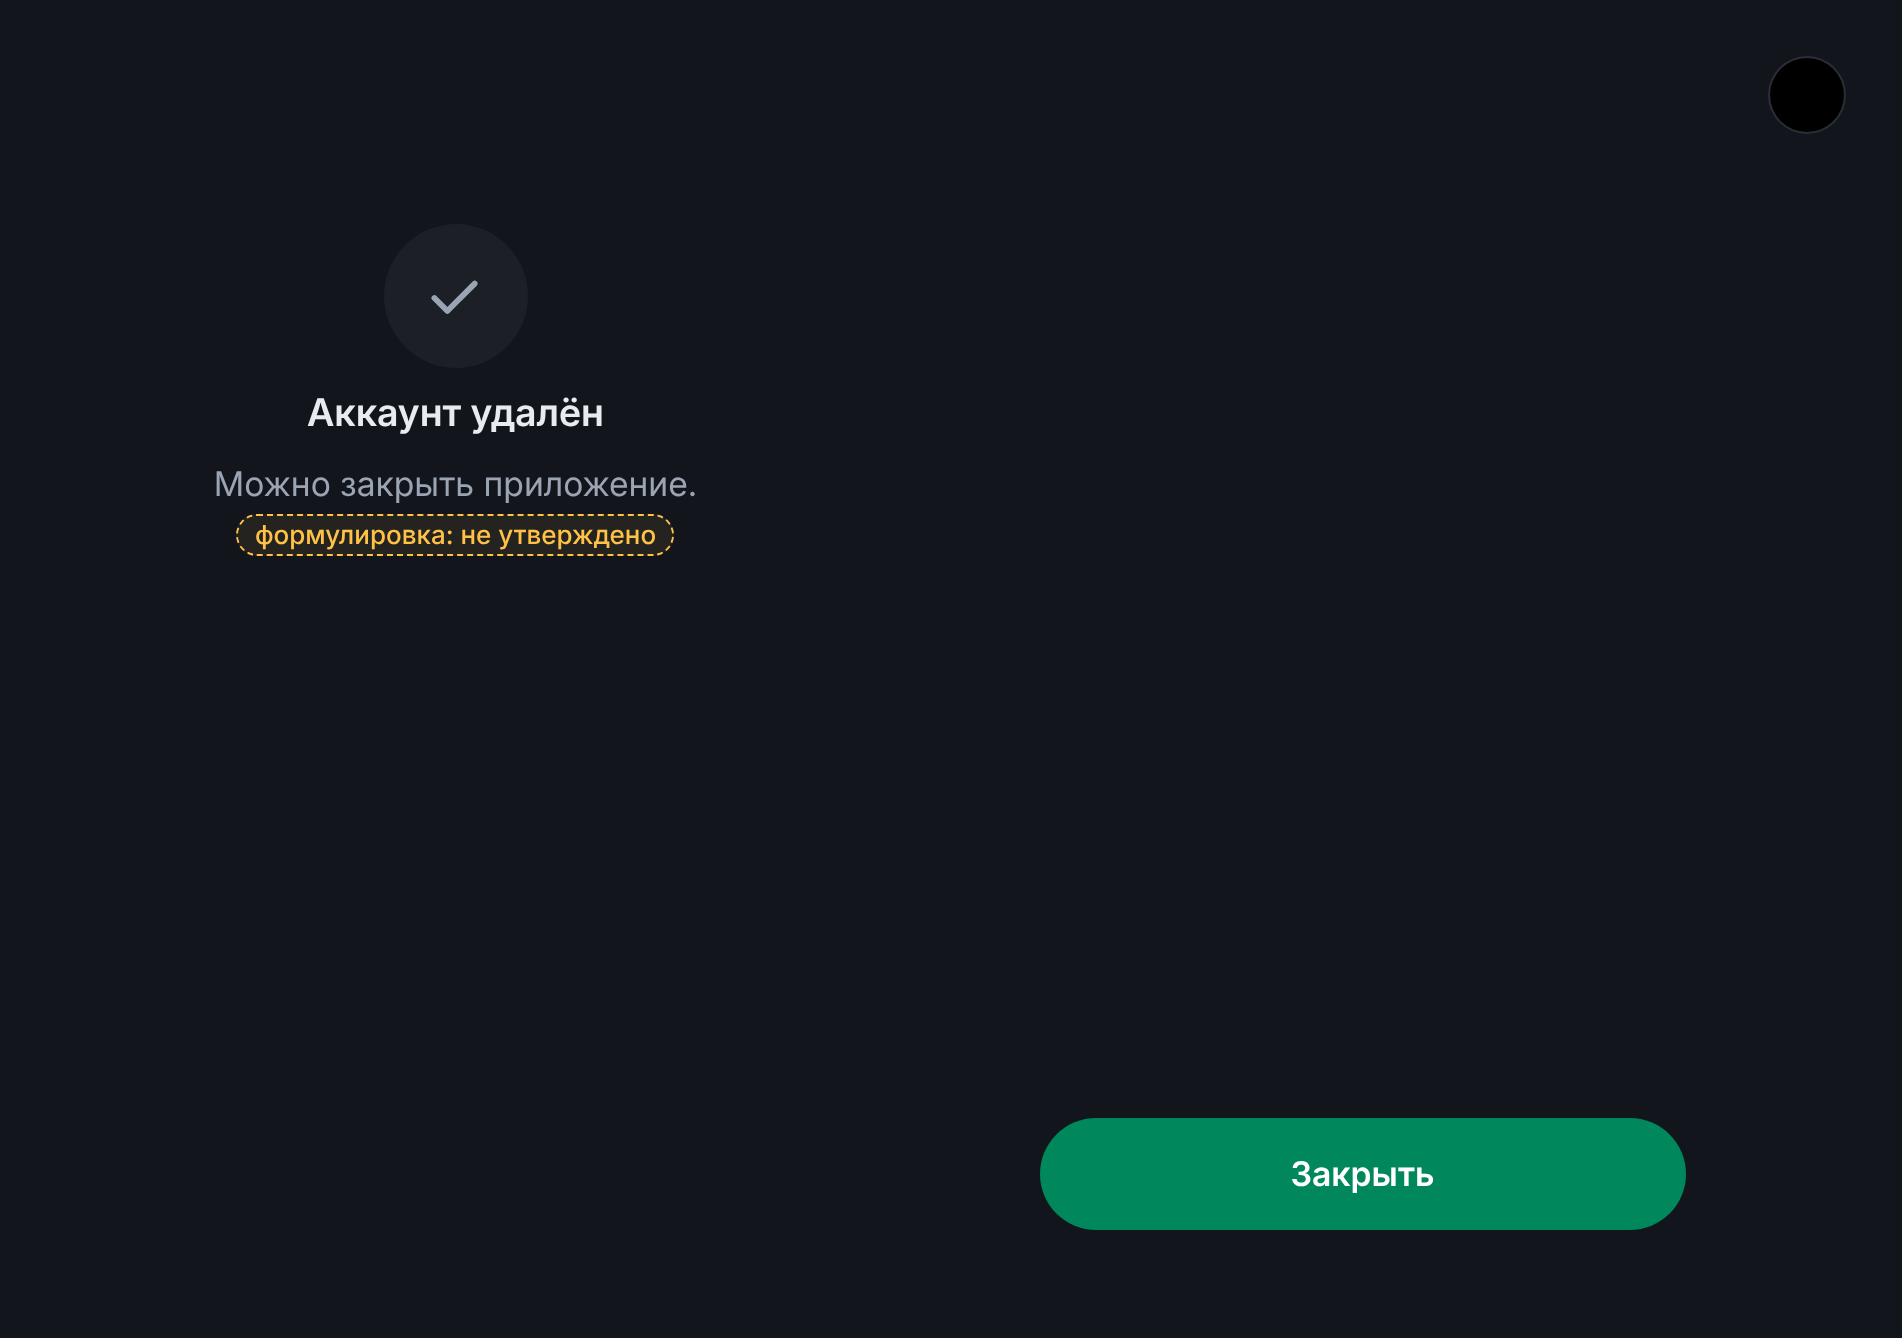 Аккаунт удалён
Можно закрыть приложение.
формулировка: не утверждено
Закрыть